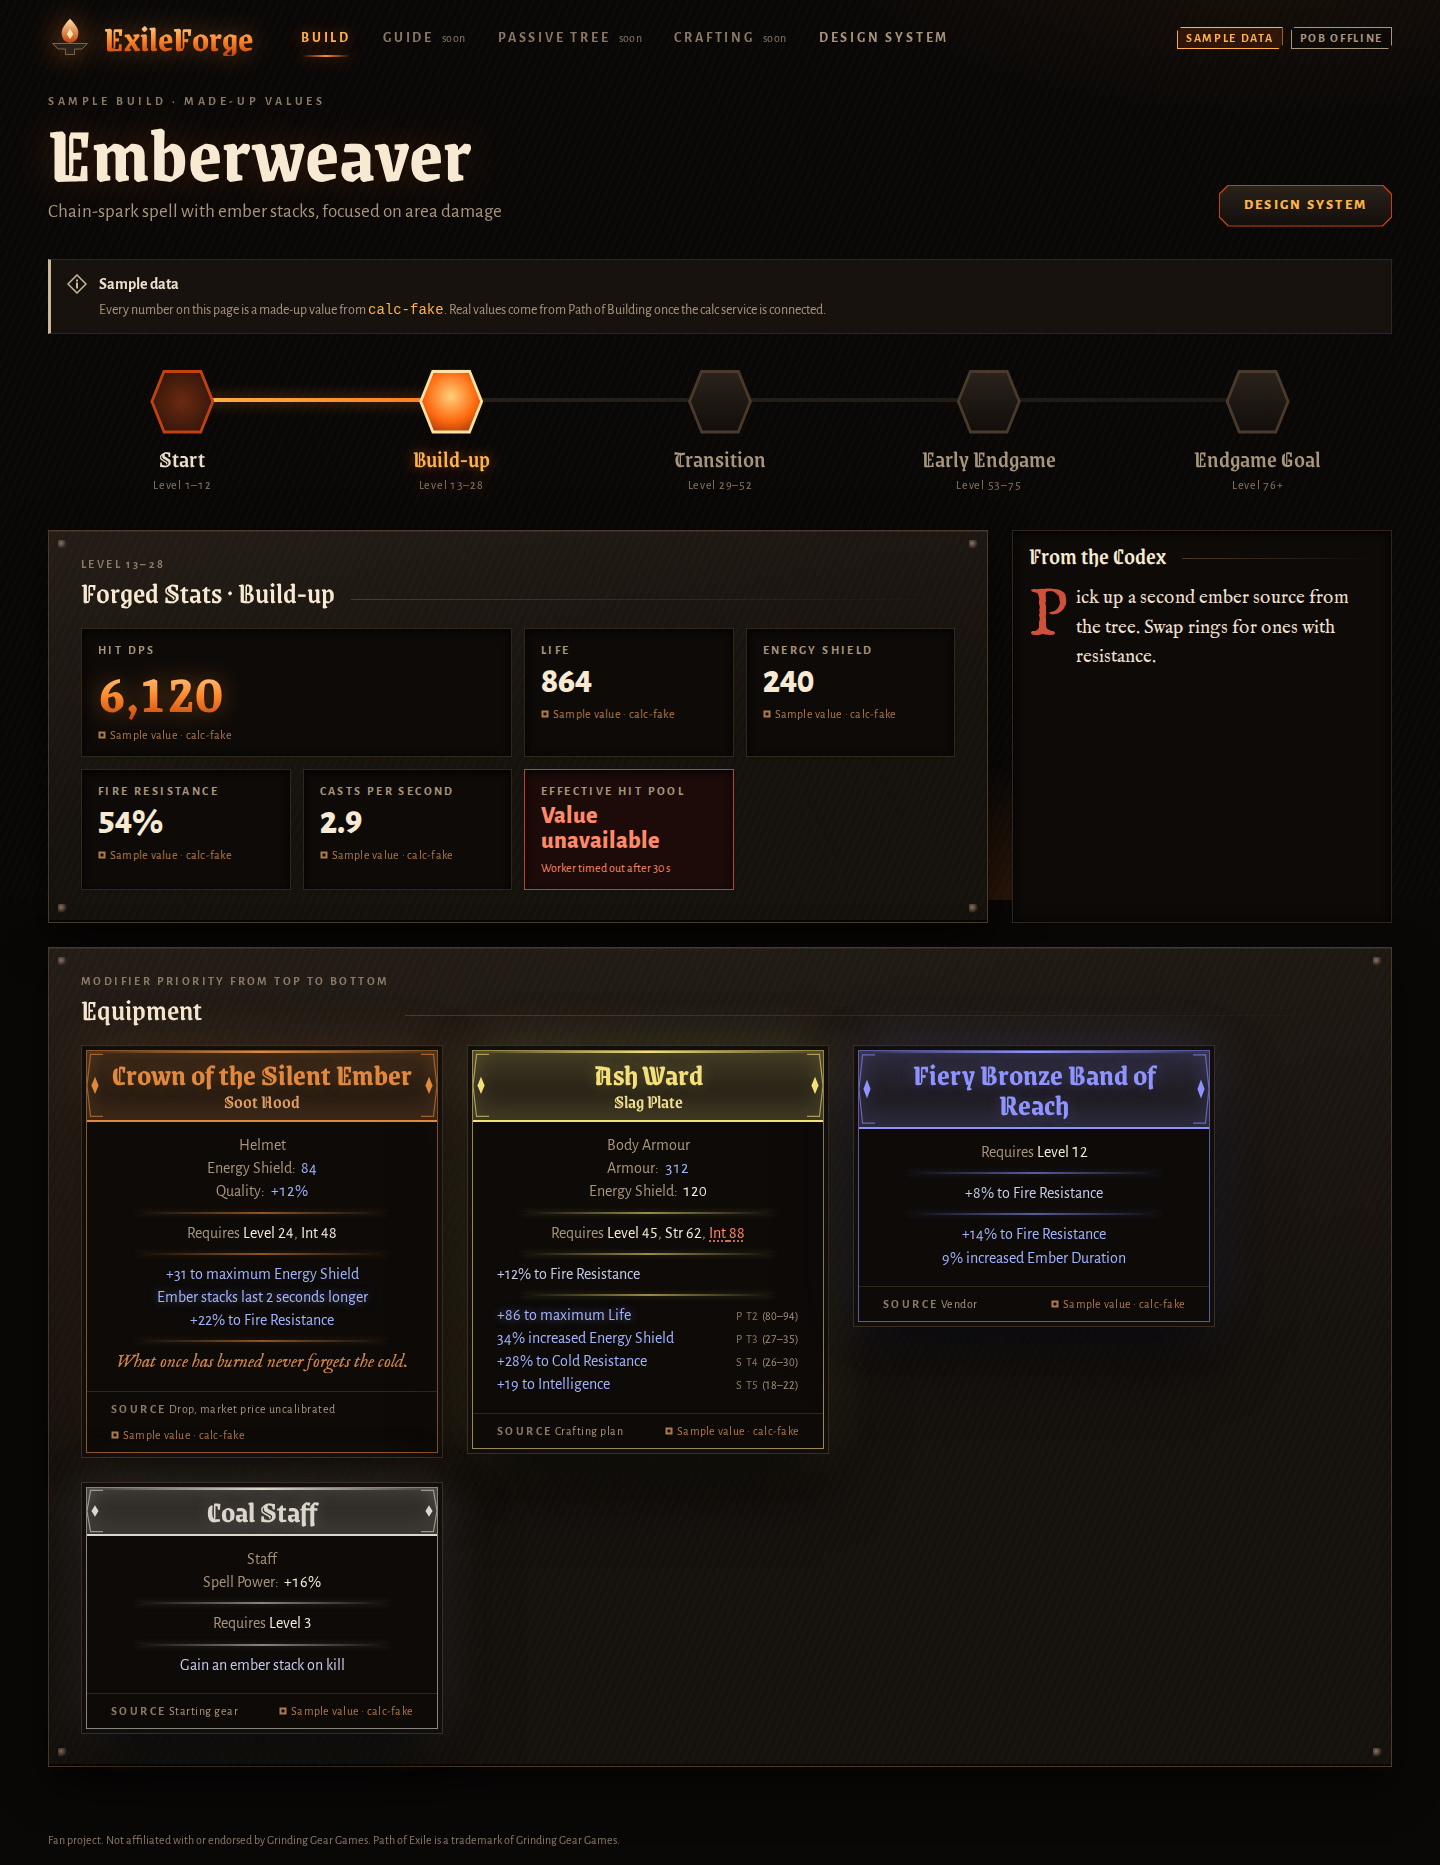 ExileForge
BUILD
GUIDE soon
PASSIVE TREE soon
CRAFTING soon
DESIGN SYSTEM
SAMPLE DATA
POB OFFLINE
SAMPLE BUILD · MADE-UP VALUES
Emberweaver
Chain-spark spell with ember stacks, focused on area damage
DESIGN SYSTEM
Sample data
Every number on this page is a made-up value from calc-fake. Real values come from Path of Building once the calc service is connected.
Start
Level 1–12
Build-up
Level 13–28
Transition
Level 29–52
Early Endgame
Level 53–75
Endgame Goal
Level 76+
LEVEL 13–28
Forged Stats · Build-up
HIT DPS
6,120
Sample value · calc-fake
LIFE
864
Sample value · calc-fake
ENERGY SHIELD
240
Sample value · calc-fake
FIRE RESISTANCE
54%
Sample value · calc-fake
CASTS PER SECOND
2.9
Sample value · calc-fake
EFFECTIVE HIT POOL
Value
unavailable
Worker timed out after 30 s
From the Codex
Pick up a second ember source from
the tree. Swap rings for ones with
resistance.
MODIFIER PRIORITY FROM TOP TO BOTTOM
Equipment
Crown of the Silent Ember
Soot Hood
Helmet
Energy Shield: 84
Quality: +12%
Requires Level 24, Int 48
+31 to maximum Energy Shield
Ember stacks last 2 seconds longer
+22% to Fire Resistance
What once has burned never forgets the cold.
SOURCE Drop, market price uncalibrated
Sample value · calc-fake
Ash Ward
Slag Plate
Body Armour
Armour: 312
Energy Shield: 120
Requires Level 45, Str 62, Int 88
+12% to Fire Resistance
+86 to maximum Life P T2 (80–94)
34% increased Energy Shield P T3 (27–35)
+28% to Cold Resistance S T4 (26–30)
+19 to Intelligence S T5 (18–22)
SOURCE Crafting plan
Sample value · calc-fake
Fiery Bronze Band of
Reach
Requires Level 12
+8% to Fire Resistance
+14% to Fire Resistance
9% increased Ember Duration
SOURCE Vendor
Sample value · calc-fake
Coal Staff
Staff
Spell Power: +16%
Requires Level 3
Gain an ember stack on kill
SOURCE Starting gear
Sample value · calc-fake
Fan project. Not affiliated with or endorsed by Grinding Gear Games. Path of Exile is a trademark of Grinding Gear Games.